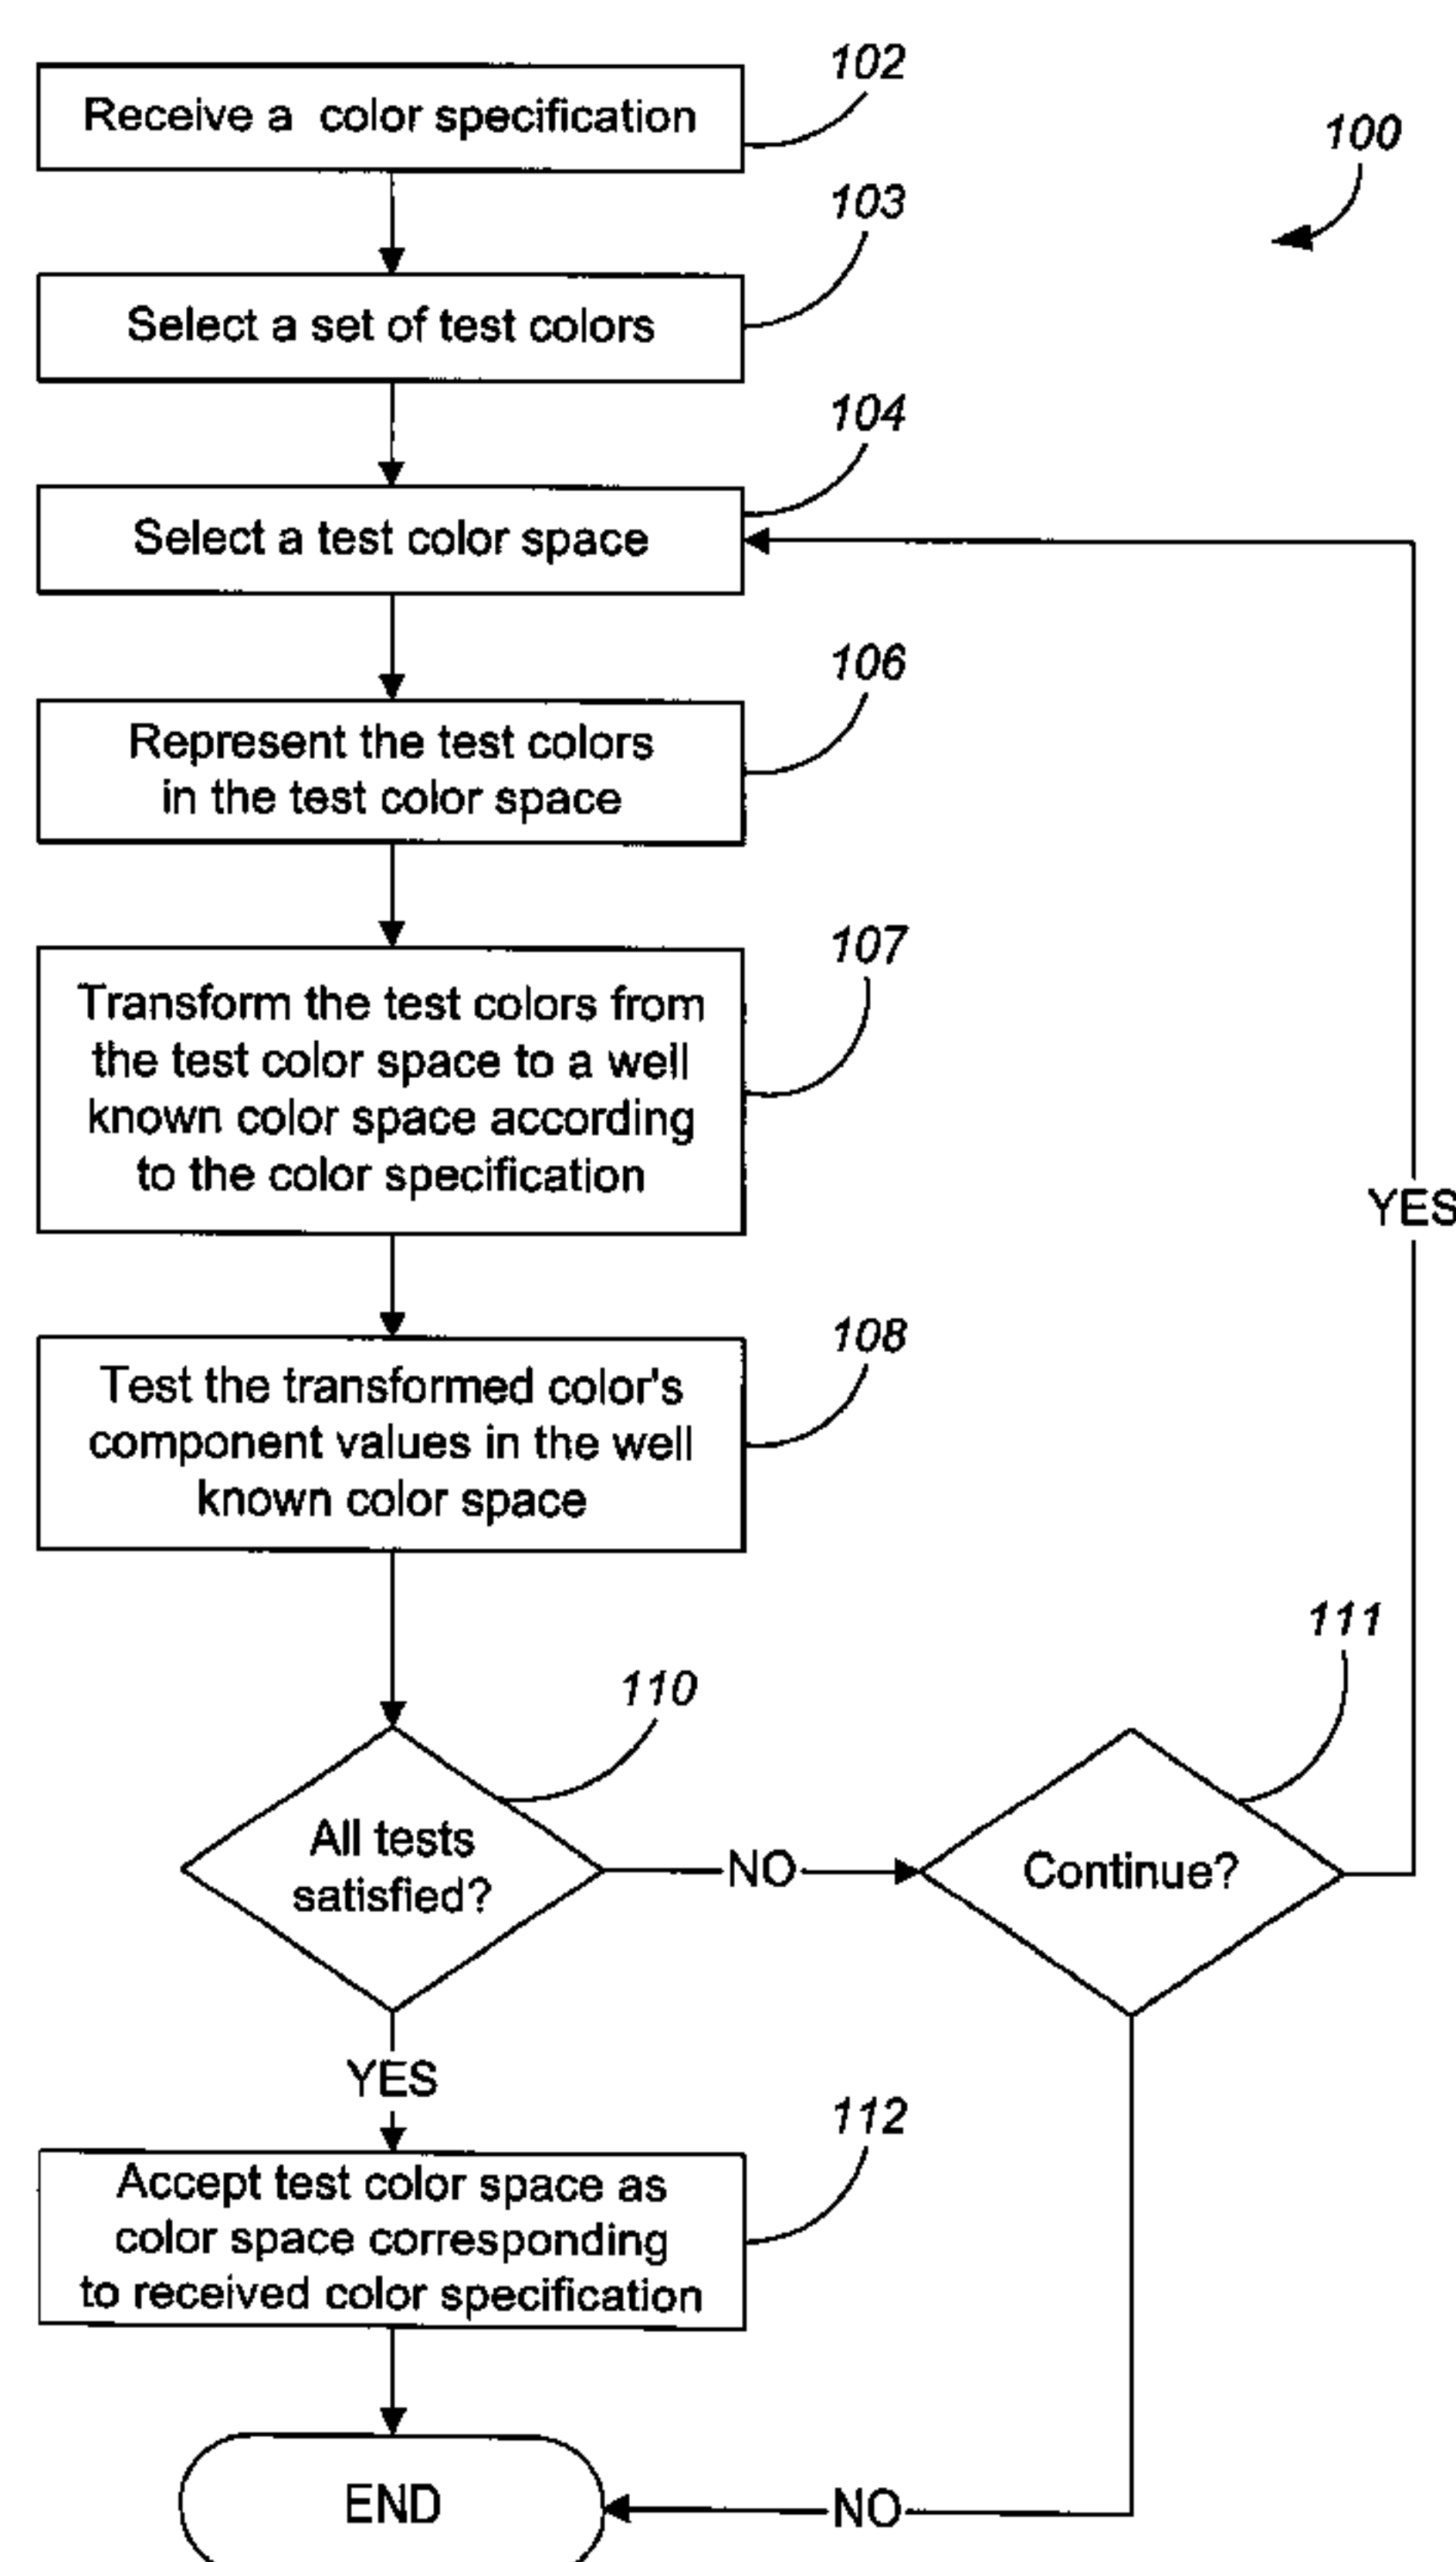 102
Receive a color specification
100
103
Select a set of test colors
104
Select a test color space
106
Represent the test colors
in the test color space
107
Transform the test colors from
the test color space to a well
known color space according
to the color specification
YES
108
Test the transformed color's
component values in the well
known color space
111
110
All tests
satisfied?
NO
Continue?
YES
112
Accept test color space as
color space corresponding
to received color specification
END
NO